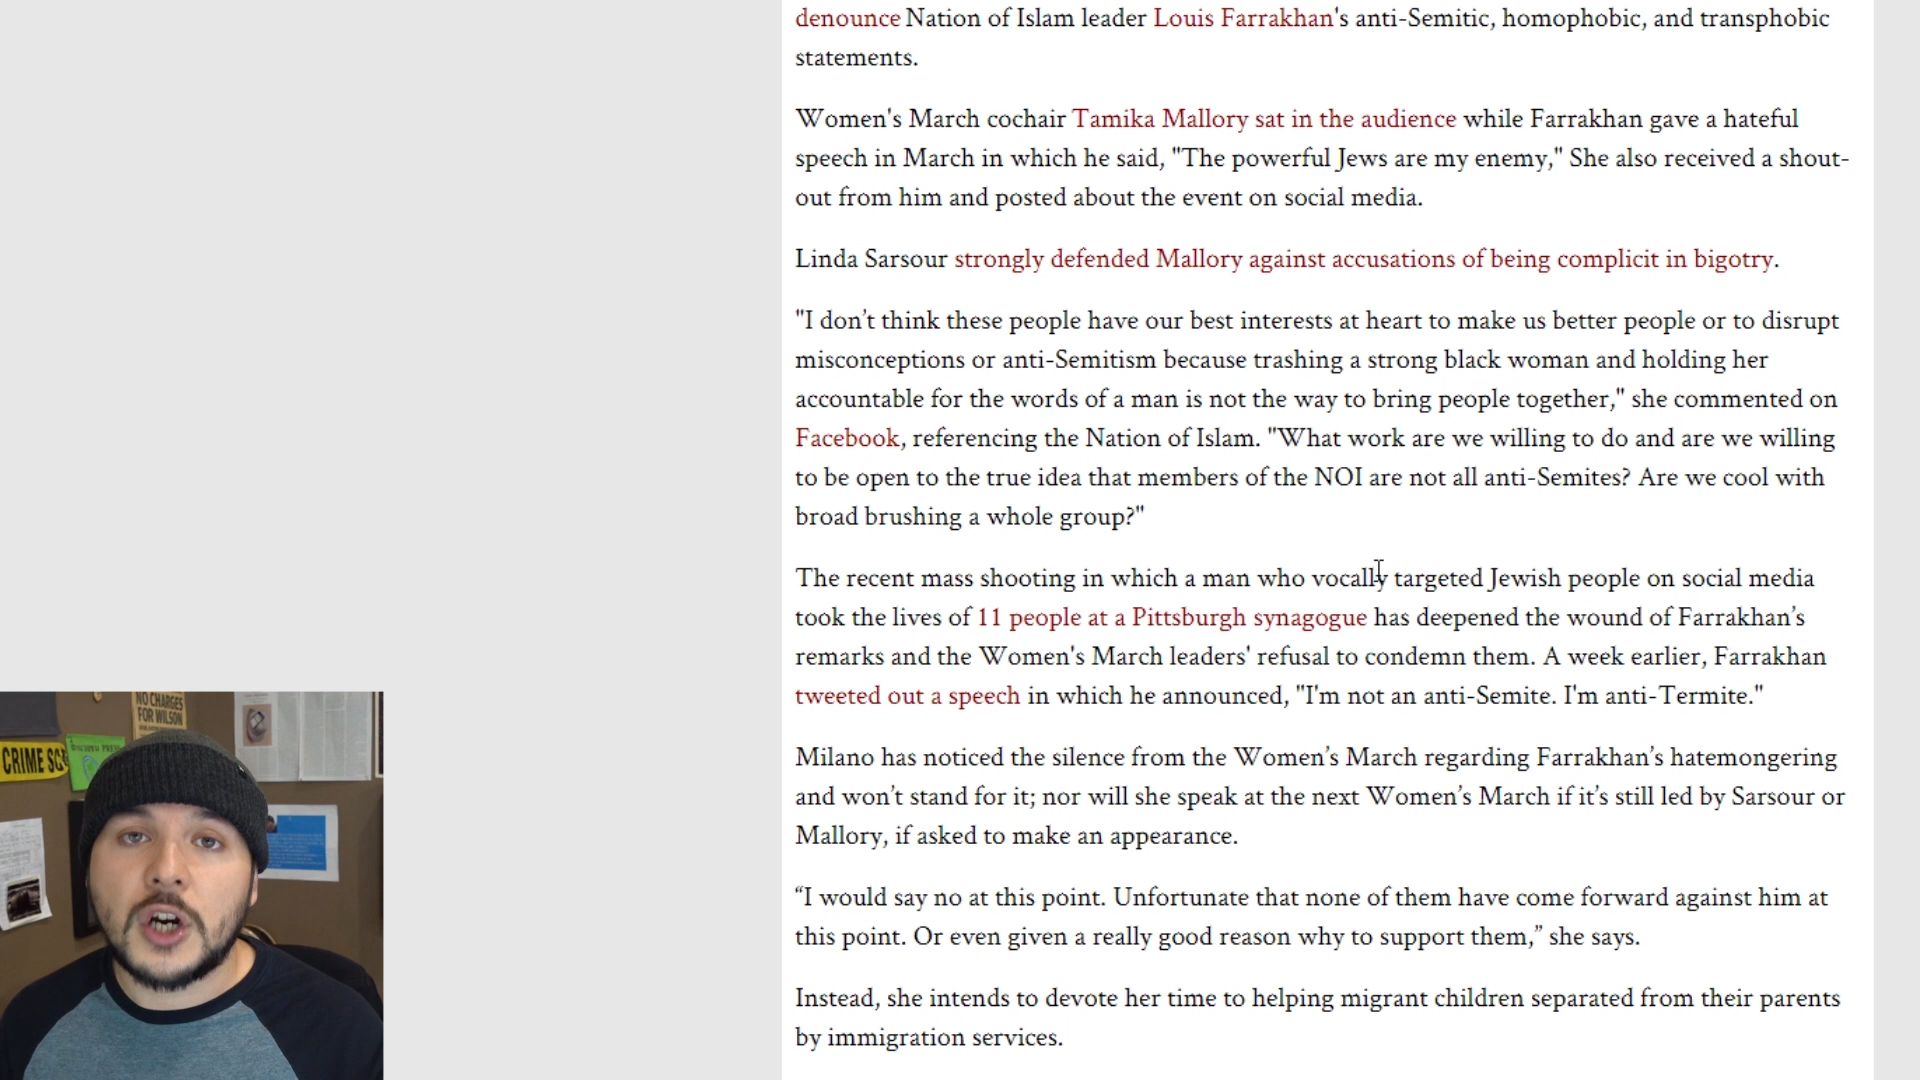 denounce Nation of Islam leader Louis Farrakhan's anti-Semitic, homophobic, and transphobic
statements.
Women's March cochair Tamika Mallory sat in the audience while Farrakhan gave a hateful
speech in March in which he said, "The powerful Jews are my enemy," She also received a shout-
out from him and posted about the event on social media.
Linda Sarsour strongly defended Mallory against accusations of being complicit in bigotry.
"I don’t think these people have our best interests at heart to make us better people or to disrupt
misconceptions or anti-Semitism because trashing a strong black woman and holding her
accountable for the words of a man is not the way to bring people together," she commented on
Facebook, referencing the Nation of Islam. "What work are we willing to do and are we willing
to be open to the true idea that members of the NOI are not all anti-Semites? Are we cool with
broad brushing a whole group?"
The recent mass shooting in which a man who vocally targeted Jewish people on social media
took the lives of 11 people at a Pittsburgh synagogue has deepened the wound of Farrakhan’s
remarks and the Women's March leaders' refusal to condemn them. A week earlier, Farrakhan
tweeted out a speech in which he announced, "I'm not an anti-Semite. I'm anti-Termite."
Milano has noticed the silence from the Women’s March regarding Farrakhan’s hatemongering
and won’t stand for it; nor will she speak at the next Women’s March if it’s still led by Sarsour or
Mallory, if asked to make an appearance.
“I would say no at this point. Unfortunate that none of them have come forward against him at
this point. Or even given a really good reason why to support them,” she says.
Instead, she intends to devote her time to helping migrant children separated from their parents
by immigration services.
NO CHARGES
FOR WILSON
CRIME SC